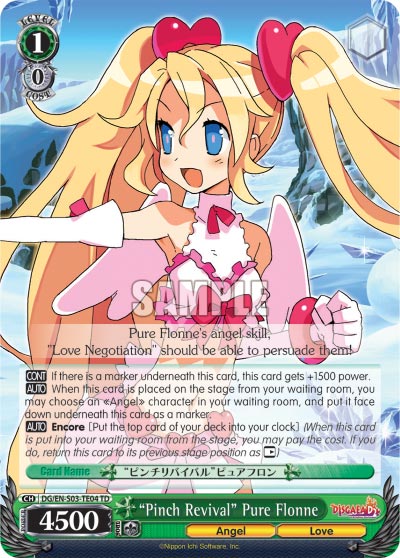 LEVEL
1
0
COST
SAMPLE
Pure Flonne's angel skill,
"Love Negotiation" should be able to persuade them!
CONT If there is a marker underneath this card, this card gets +1500 power.
AUTO When this card is placed on the stage from your waiting room, you
may choose an «Angel» character in your waiting room, and put it face
down underneath this card as a marker.
AUTO Encore [Put the top card of your deck into your clock] (When this card
is put into your waiting room from the stage, you may pay the cost. If you
do, return this card to its previous stage position as REST)
Card Name "ピンチリバイバル"ピュアフロン
CH DG/EN-S03-TE04 TD
"Pinch Revival" Pure Flonne
DISGAEA D2
POWER 4500 SOUL
Angel Love
©Nippon Ichi Software, Inc.